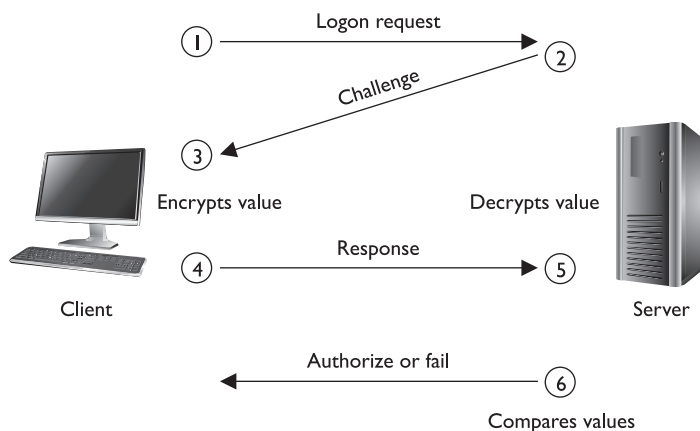 1 Logon request 2
Challenge
3
Encrypts value Decrypts value
4 Response 5
Client Server
Authorize or fail
6
Compares values